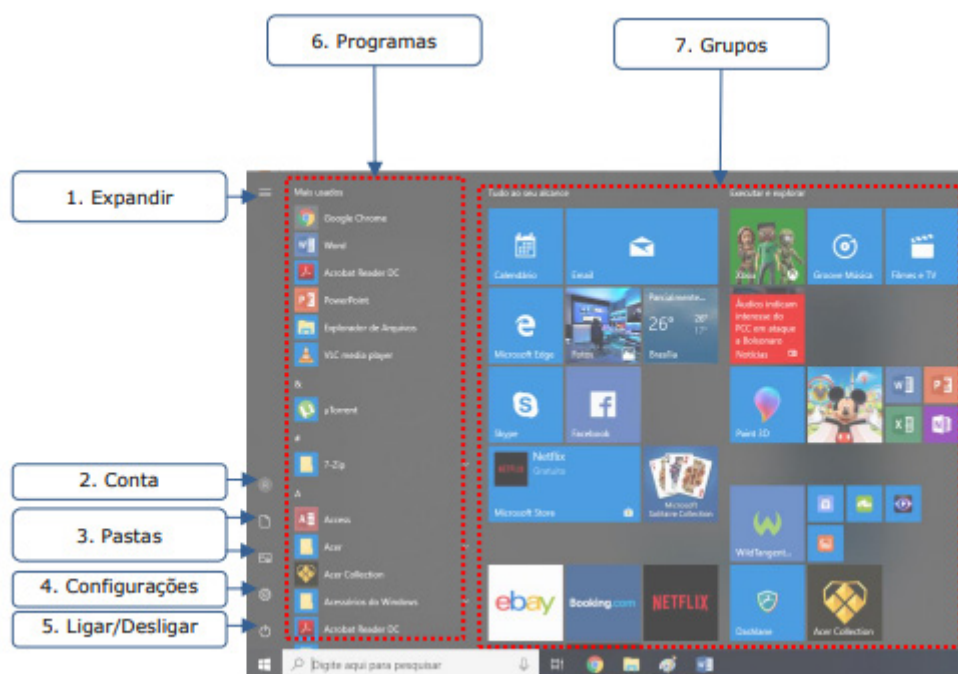 6. Programas
7. Grupos
1. Expandir
2. Conta
3. Pastas
4. Configurações
5. Ligar/Desligar
Mais usados
Google Chrome
Word
Acrobat Reader DC
PowerPoint
Explorador de Arquivos
VLC media player
&
µTorrent
#
7-Zip
A
Access
Acer
Acer Collection
Acessórios do Windows
Acrobat Reader DC
Tudo ao seu alcance
Calendário
Email
Microsoft Edge
Fotos
Parcialmente...
26°
26°
17°
Brasília
Skype
Facebook
NETFLIX
Netflix
Gratuito
Microsoft Store
Microsoft
Solitaire Collection
ebay
Booking.com
NETFLIX
Executar e explorar
Xbox
Groove Música
Filmes e TV
Áudios indicam
interesse do
PCC em ataque
a Bolsonaro
Notícias
Paint 3D
WildTangent...
Dashlane
Acer Collection
Digite aqui para pesquisar